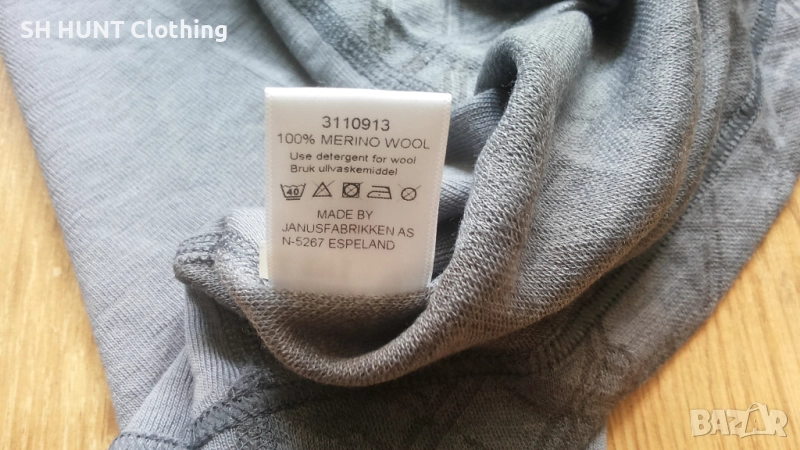 SH HUNT Clothing
3110913
100% MERINO WOOL
Use detergent for wool
Bruk ullvaskemiddel
40
MADE BY
JANUSFABRIKKEN AS
N-5267 ESPELAND
BAZAR